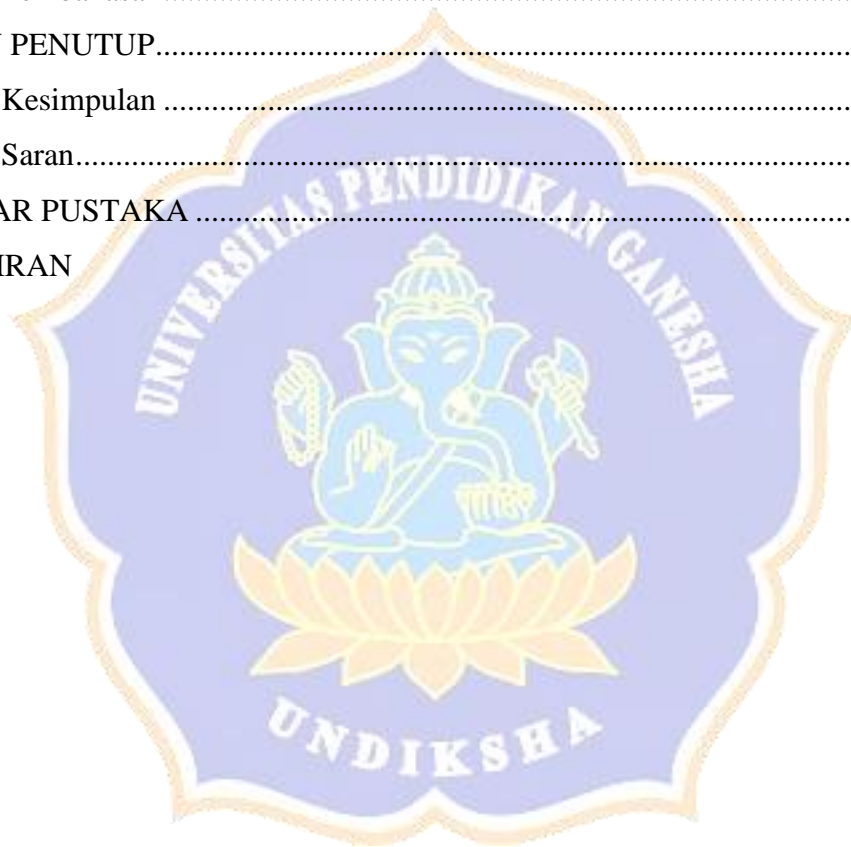 PENUTUP
Kesimpulan
Saran
AR PUSTAKA
IRAN
UNIVERSITAS PENDIDIKAN GANESHA
UNDIKSHA